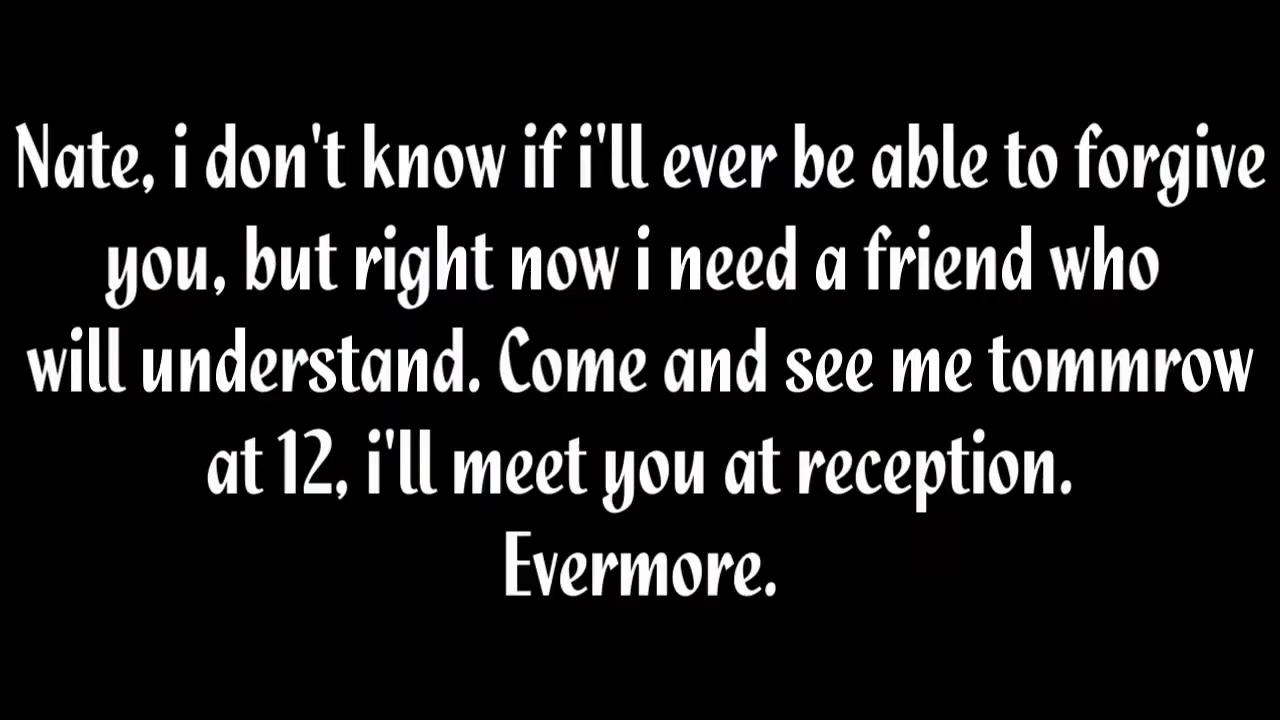 Nate, i don't know if i'll ever be able to forgive
you, but right now i need a friend who
will understand. Come and see me tommrow
at 12, i'll meet you at reception.
Evermore.